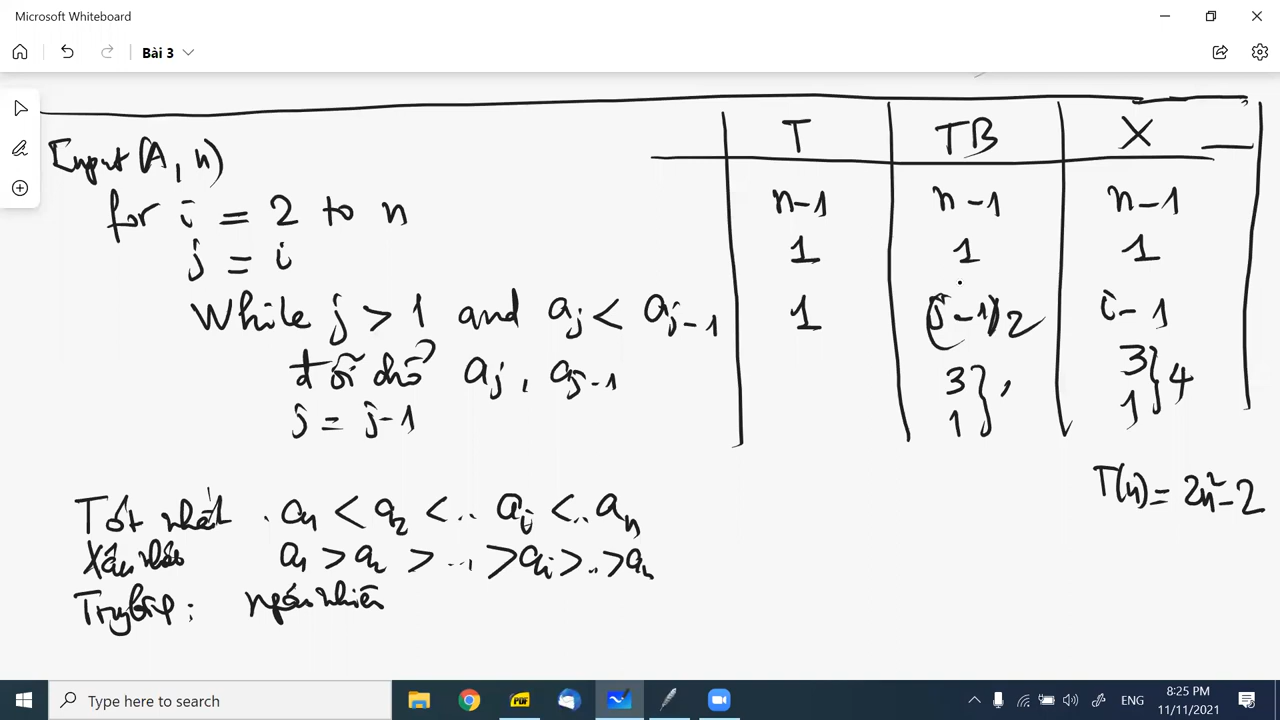 Microsoft Whiteboard
Bài 3
T TB X
Input (A, n)
for i = 2 to n n-1 n-1 n-1
j = i 1 1 1
While j > 1 and aj < aj-1 1 (i-1)/2 i-1
đổi chỗ aj, aj-1 3 3
j = j-1 1 1 } 4
T(n) = 2n²-2
Tốt nhất . a1 < a2 < .. ai < .. an
Xấu nhất a1 > a2 > ... > ai > .. > an
Tr bình : ngẫu nhiên
Type here to search
PDF
ENG
8:25 PM
11/11/2021